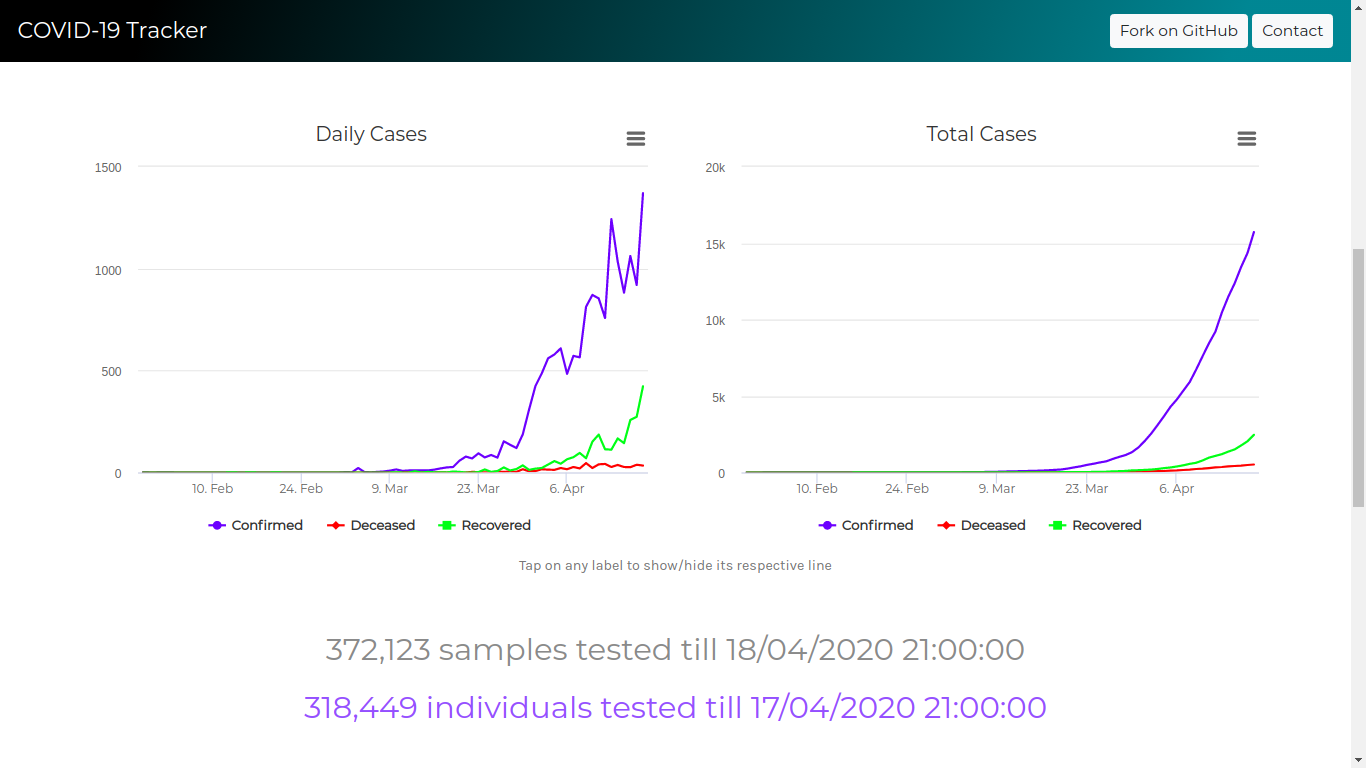 COVID-19 Tracker
Fork on GitHub
Contact
Daily Cases
1500
1000
500
0
10. Feb
24. Feb
9. Mar
23. Mar
6. Apr
Confirmed
Deceased
Recovered
Total Cases
20k
15k
10k
5k
0
10. Feb
24. Feb
9. Mar
23. Mar
6. Apr
Confirmed
Deceased
Recovered
Tap on any label to show/hide its respective line
372,123 samples tested till 18/04/2020 21:00:00
318,449 individuals tested till 17/04/2020 21:00:00